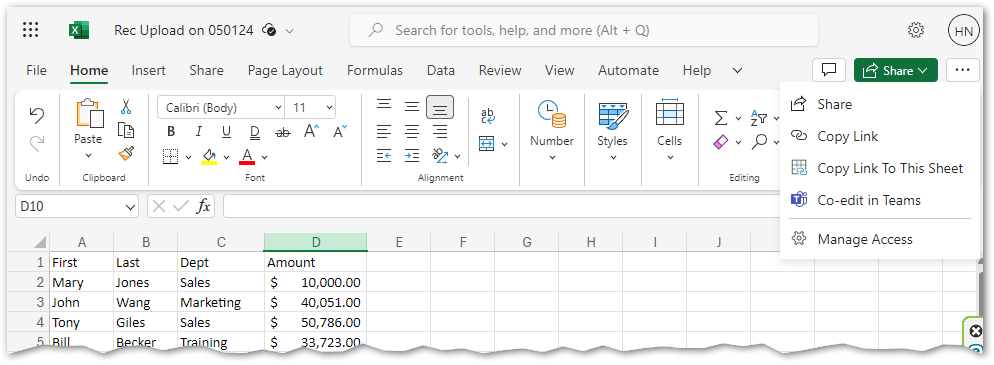 Rec Upload on 050124 Search for tools, help, and more (Alt + Q) HN
File Home Insert Share Page Layout Formulas Data Review View Automate Help Share ...
Share
Copy Link
Copy Link To This Sheet
Co-edit in Teams
Manage Access
Paste Calibri (Body) 11 ab Number Styles Cells
B I U D ab A A
A
Undo Clipboard Font Alignment Editing
D10 fx
A B C D E F G H I J
1 First Last Dept Amount
2 Mary Jones Sales $ 10,000.00
3 John Wang Marketing $ 40,051.00
4 Tony Giles Sales $ 50,786.00
5 Bill Becker Training $ 33,723.00